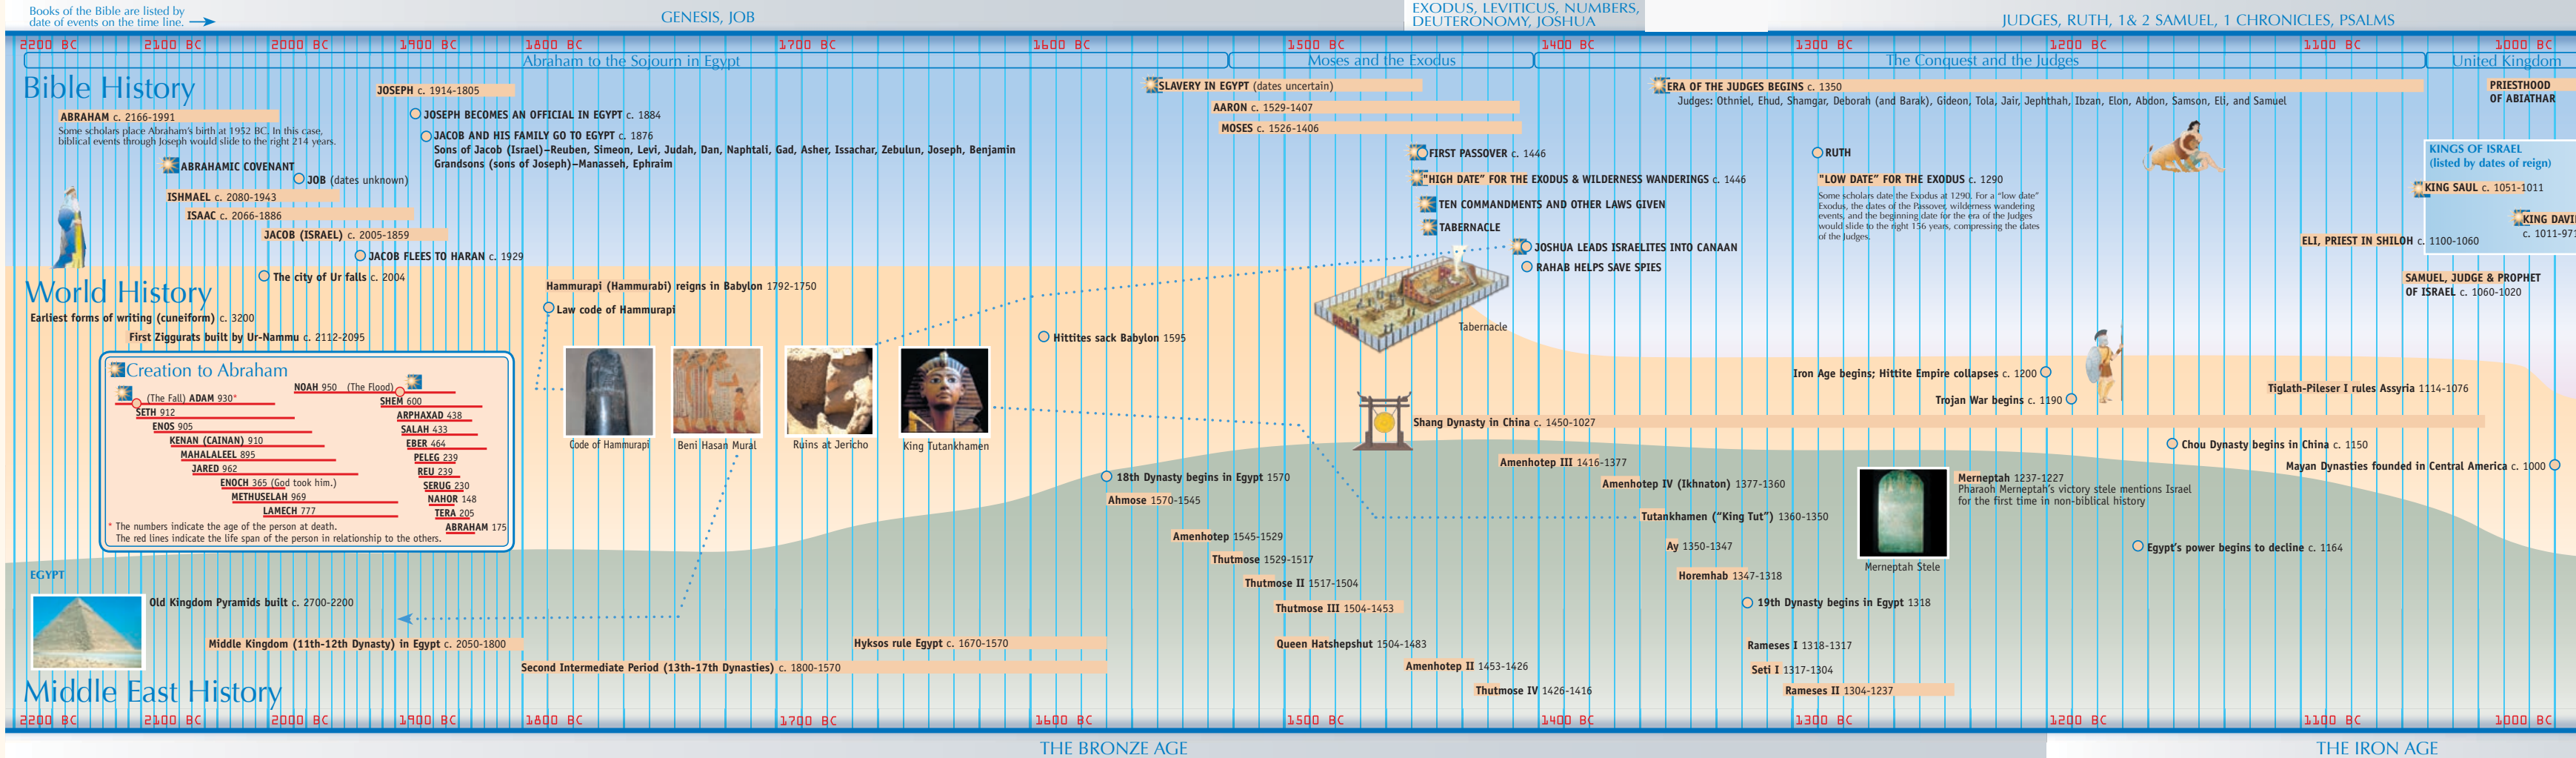 Books of the Bible are listed by
date of events on the time line.
GENESIS, JOB
EXODUS, LEVITICUS, NUMBERS,
DEUTERONOMY, JOSHUA
JUDGES, RUTH, 1& 2 SAMUEL, 1 CHRONICLES, PSALMS
2200 BC 2100 BC 2000 BC 1900 BC 1800 BC 1700 BC 1600 BC 1500 BC 1400 BC 1300 BC 1200 BC 1100 BC 1000 BC
Abraham to the Sojourn in Egypt
Moses and the Exodus
The Conquest and the Judges
United Kingdom
Bible History
ABRAHAM c. 2166-1991
Some scholars place Abraham's birth at 1952 BC. In this case,
biblical events through Joseph would slide to the right 214 years.
ABRAHAMIC COVENANT
JOB (dates unknown)
ISHMAEL c. 2080-1943
ISAAC c. 2066-1886
JACOB (ISRAEL) c. 2005-1859
JACOB FLEES TO HARAN c. 1929
JOSEPH c. 1914-1805
JOSEPH BECOMES AN OFFICIAL IN EGYPT c. 1884
JACOB AND HIS FAMILY GO TO EGYPT c. 1876
Sons of Jacob (Israel)–Reuben, Simeon, Levi, Judah, Dan, Naphtali, Gad, Asher, Issachar, Zebulun, Joseph, Benjamin
Grandsons (sons of Joseph)–Manasseh, Ephraim
SLAVERY IN EGYPT (dates uncertain)
AARON c. 1529-1407
MOSES c. 1526-1406
FIRST PASSOVER c. 1446
"HIGH DATE" FOR THE EXODUS & WILDERNESS WANDERINGS c. 1446
TEN COMMANDMENTS AND OTHER LAWS GIVEN
TABERNACLE
JOSHUA LEADS ISRAELITES INTO CANAAN
RAHAB HELPS SAVE SPIES
Tabernacle
ERA OF THE JUDGES BEGINS c. 1350
Judges: Othniel, Ehud, Shamgar, Deborah (and Barak), Gideon, Tola, Jair, Jephthah, Ibzan, Elon, Abdon, Samson, Eli, and Samuel
RUTH
"LOW DATE" FOR THE EXODUS c. 1290
Some scholars date the Exodus at 1290. For a "low date"
Exodus, the dates of the Passover, wilderness wandering
events, and the beginning date for the era of the Judges
would slide to the right 156 years, compressing the dates
of the Judges.
PRIESTHOOD
OF ABIATHAR
KINGS OF ISRAEL
(listed by dates of reign)
KING SAUL c. 1051-1011
KING DAVI
c. 1011-971
ELI, PRIEST IN SHILOH c. 1100-1060
SAMUEL, JUDGE & PROPHET
OF ISRAEL c. 1060-1020
World History
The city of Ur falls c. 2004
Earliest forms of writing (cuneiform) c. 3200
First Ziggurats built by Ur-Nammu c. 2112-2095
Hammurapi (Hammurabi) reigns in Babylon 1792-1750
Law code of Hammurapi
Hittites sack Babylon 1595
Code of Hammurapi
Beni Hasan Mural
Ruins at Jericho
King Tutankhamen
Iron Age begins; Hittite Empire collapses c. 1200
Trojan War begins c. 1190
Tiglath-Pileser I rules Assyria 1114-1076
Shang Dynasty in China c. 1450-1027
Chou Dynasty begins in China c. 1150
Mayan Dynasties founded in Central America c. 1000
Creation to Abraham
(The Fall) ADAM 930*
SETH 912
ENOS 905
KENAN (CAINAN) 910
MAHALALEEL 895
JARED 962
ENOCH 365 (God took him.)
METHUSELAH 969
LAMECH 777
NOAH 950 (The Flood)
SHEM 600
ARPHAXAD 438
SALAH 433
EBER 464
PELEG 239
REU 239
SERUG 230
NAHOR 148
TERA 205
ABRAHAM 175
* The numbers indicate the age of the person at death.
The red lines indicate the life span of the person in relationship to the others.
EGYPT
Old Kingdom Pyramids built c. 2700-2200
Middle Kingdom (11th-12th Dynasty) in Egypt c. 2050-1800
Second Intermediate Period (13th-17th Dynasties) c. 1800-1570
Hyksos rule Egypt c. 1670-1570
18th Dynasty begins in Egypt 1570
Ahmose 1570-1545
Amenhotep 1545-1529
Thutmose 1529-1517
Thutmose II 1517-1504
Thutmose III 1504-1453
Queen Hatshepshut 1504-1483
Amenhotep II 1453-1426
Thutmose IV 1426-1416
Amenhotep III 1416-1377
Amenhotep IV (Ikhnaton) 1377-1360
Tutankhamen ("King Tut") 1360-1350
Ay 1350-1347
Horemhab 1347-1318
19th Dynasty begins in Egypt 1318
Rameses I 1318-1317
Seti I 1317-1304
Rameses II 1304-1237
Merneptah 1237-1227
Pharaoh Merneptah's victory stele mentions Israel
for the first time in non-biblical history
Merneptah Stele
Egypt's power begins to decline c. 1164
Middle East History
2200 BC 2100 BC 2000 BC 1900 BC 1800 BC 1700 BC 1600 BC 1500 BC 1400 BC 1300 BC 1200 BC 1100 BC 1000 BC
THE BRONZE AGE
THE IRON AGE